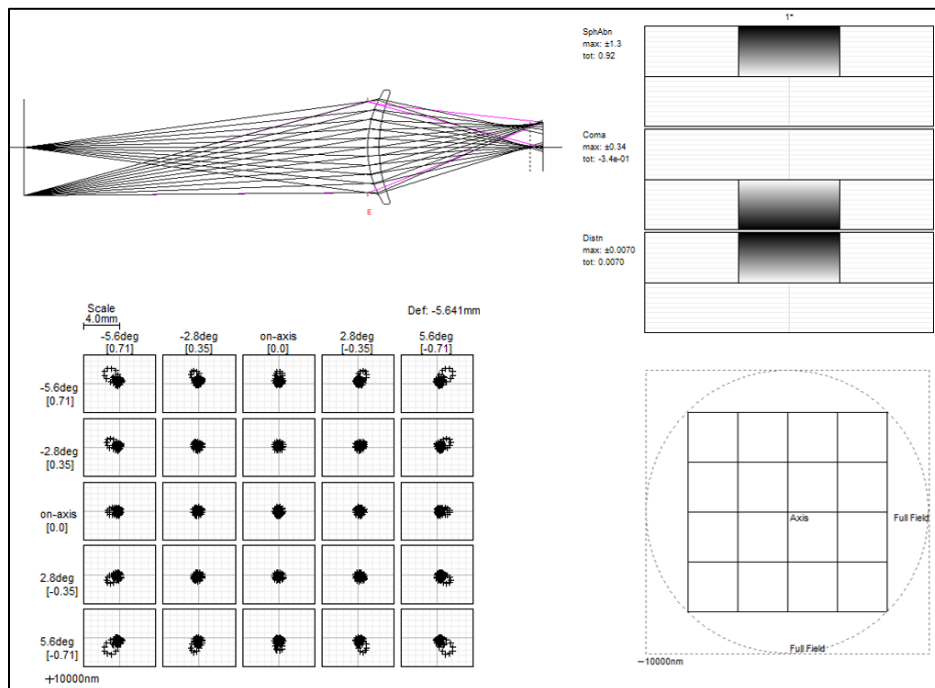 1*
SphAbn
max: ±1.3
tot: 0.92
Coma
max: ±0.34
tot: -3.4e-01
Distn
max: ±0.0070
tot: 0.0070
E
Scale
4.0mm
Def: -5.641mm
-5.6deg
[0.71]
-2.8deg
[0.35]
on-axis
[0.0]
2.8deg
[-0.35]
5.6deg
[-0.71]
-5.6deg
[0.71]
-2.8deg
[0.35]
on-axis
[0.0]
2.8deg
[-0.35]
5.6deg
[-0.71]
+10000nm
Axis
Full Field
Full Field
−10000nm